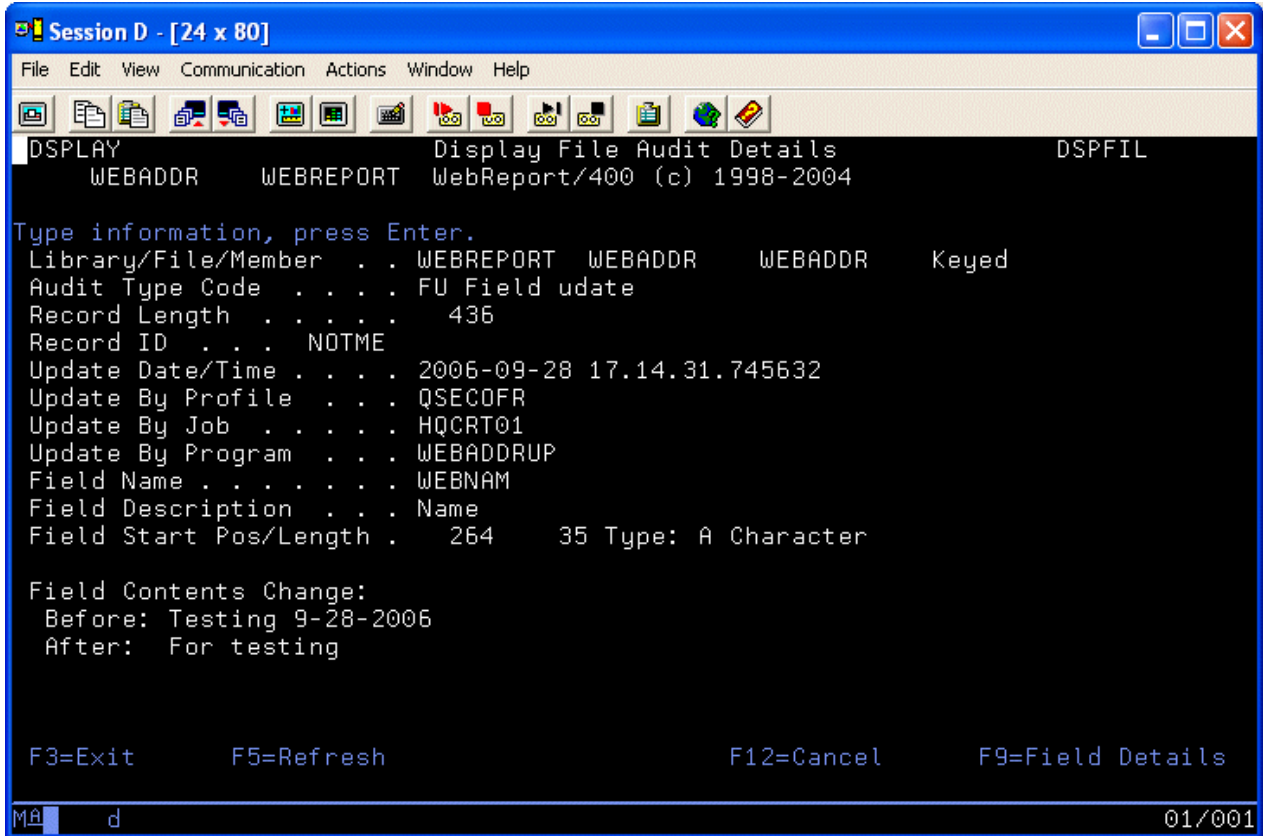 Session D - [24 x 80]
File Edit View Communication Actions Window Help
DSPLAY Display File Audit Details DSPFIL
WEBADDR WEBREPORT WebReport/400 (c) 1998-2004
Type information, press Enter.
Library/File/Member . . WEBREPORT WEBADDR WEBADDR Keyed
Audit Type Code . . . . FU Field udate
Record Length . . . . . 436
Record ID . . . NOTME
Update Date/Time . . . . 2006-09-28 17.14.31.745632
Update By Profile . . . QSECOFR
Update By Job . . . . . HQCRT01
Update By Program . . . WEBADDRUP
Field Name . . . . . . . WEBNAM
Field Description . . . Name
Field Start Pos/Length . 264 35 Type: A Character
Field Contents Change:
Before: Testing 9-28-2006
After: For testing
F3=Exit F5=Refresh F12=Cancel F9=Field Details
MA d 01/001